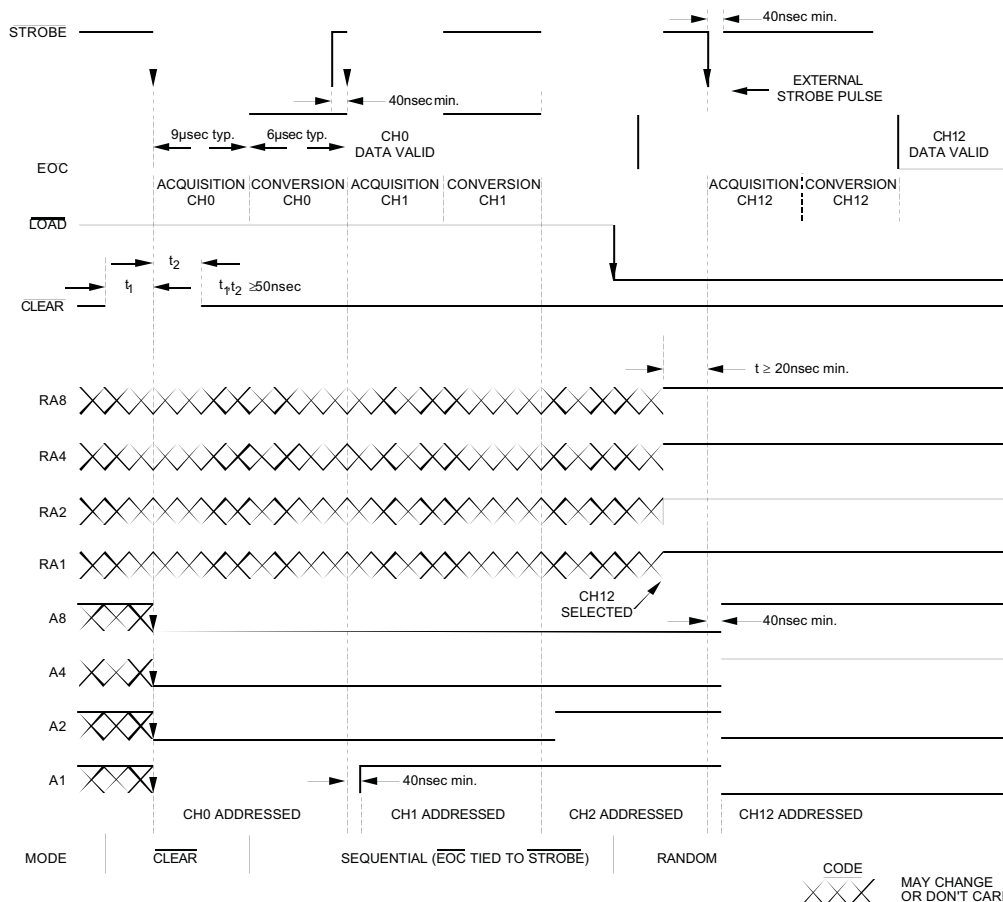 40nsec min.
STROBE
EXTERNAL
STROBE PULSE
40nsec min.
9µsec typ. 6µsec typ. CH0
DATA VALID
CH12
DATA VALID
EOC
ACQUISITION CH0
CONVERSION CH0
ACQUISITION CH1
CONVERSION CH1
ACQUISITION CH12
CONVERSION CH12
LOAD
t2
t1 t1,t2 ≥50nsec
CLEAR
t ≥ 20nsec min.
RA8
RA4
RA2
RA1
CH12
SELECTED
A8 40nsec min.
A4
A2
A1 40nsec min.
CH0 ADDRESSED CH1 ADDRESSED CH2 ADDRESSED CH12 ADDRESSED
MODE CLEAR SEQUENTIAL (EOC TIED TO STROBE) RANDOM
CODE
MAY CHANGE
OR DON'T CARE